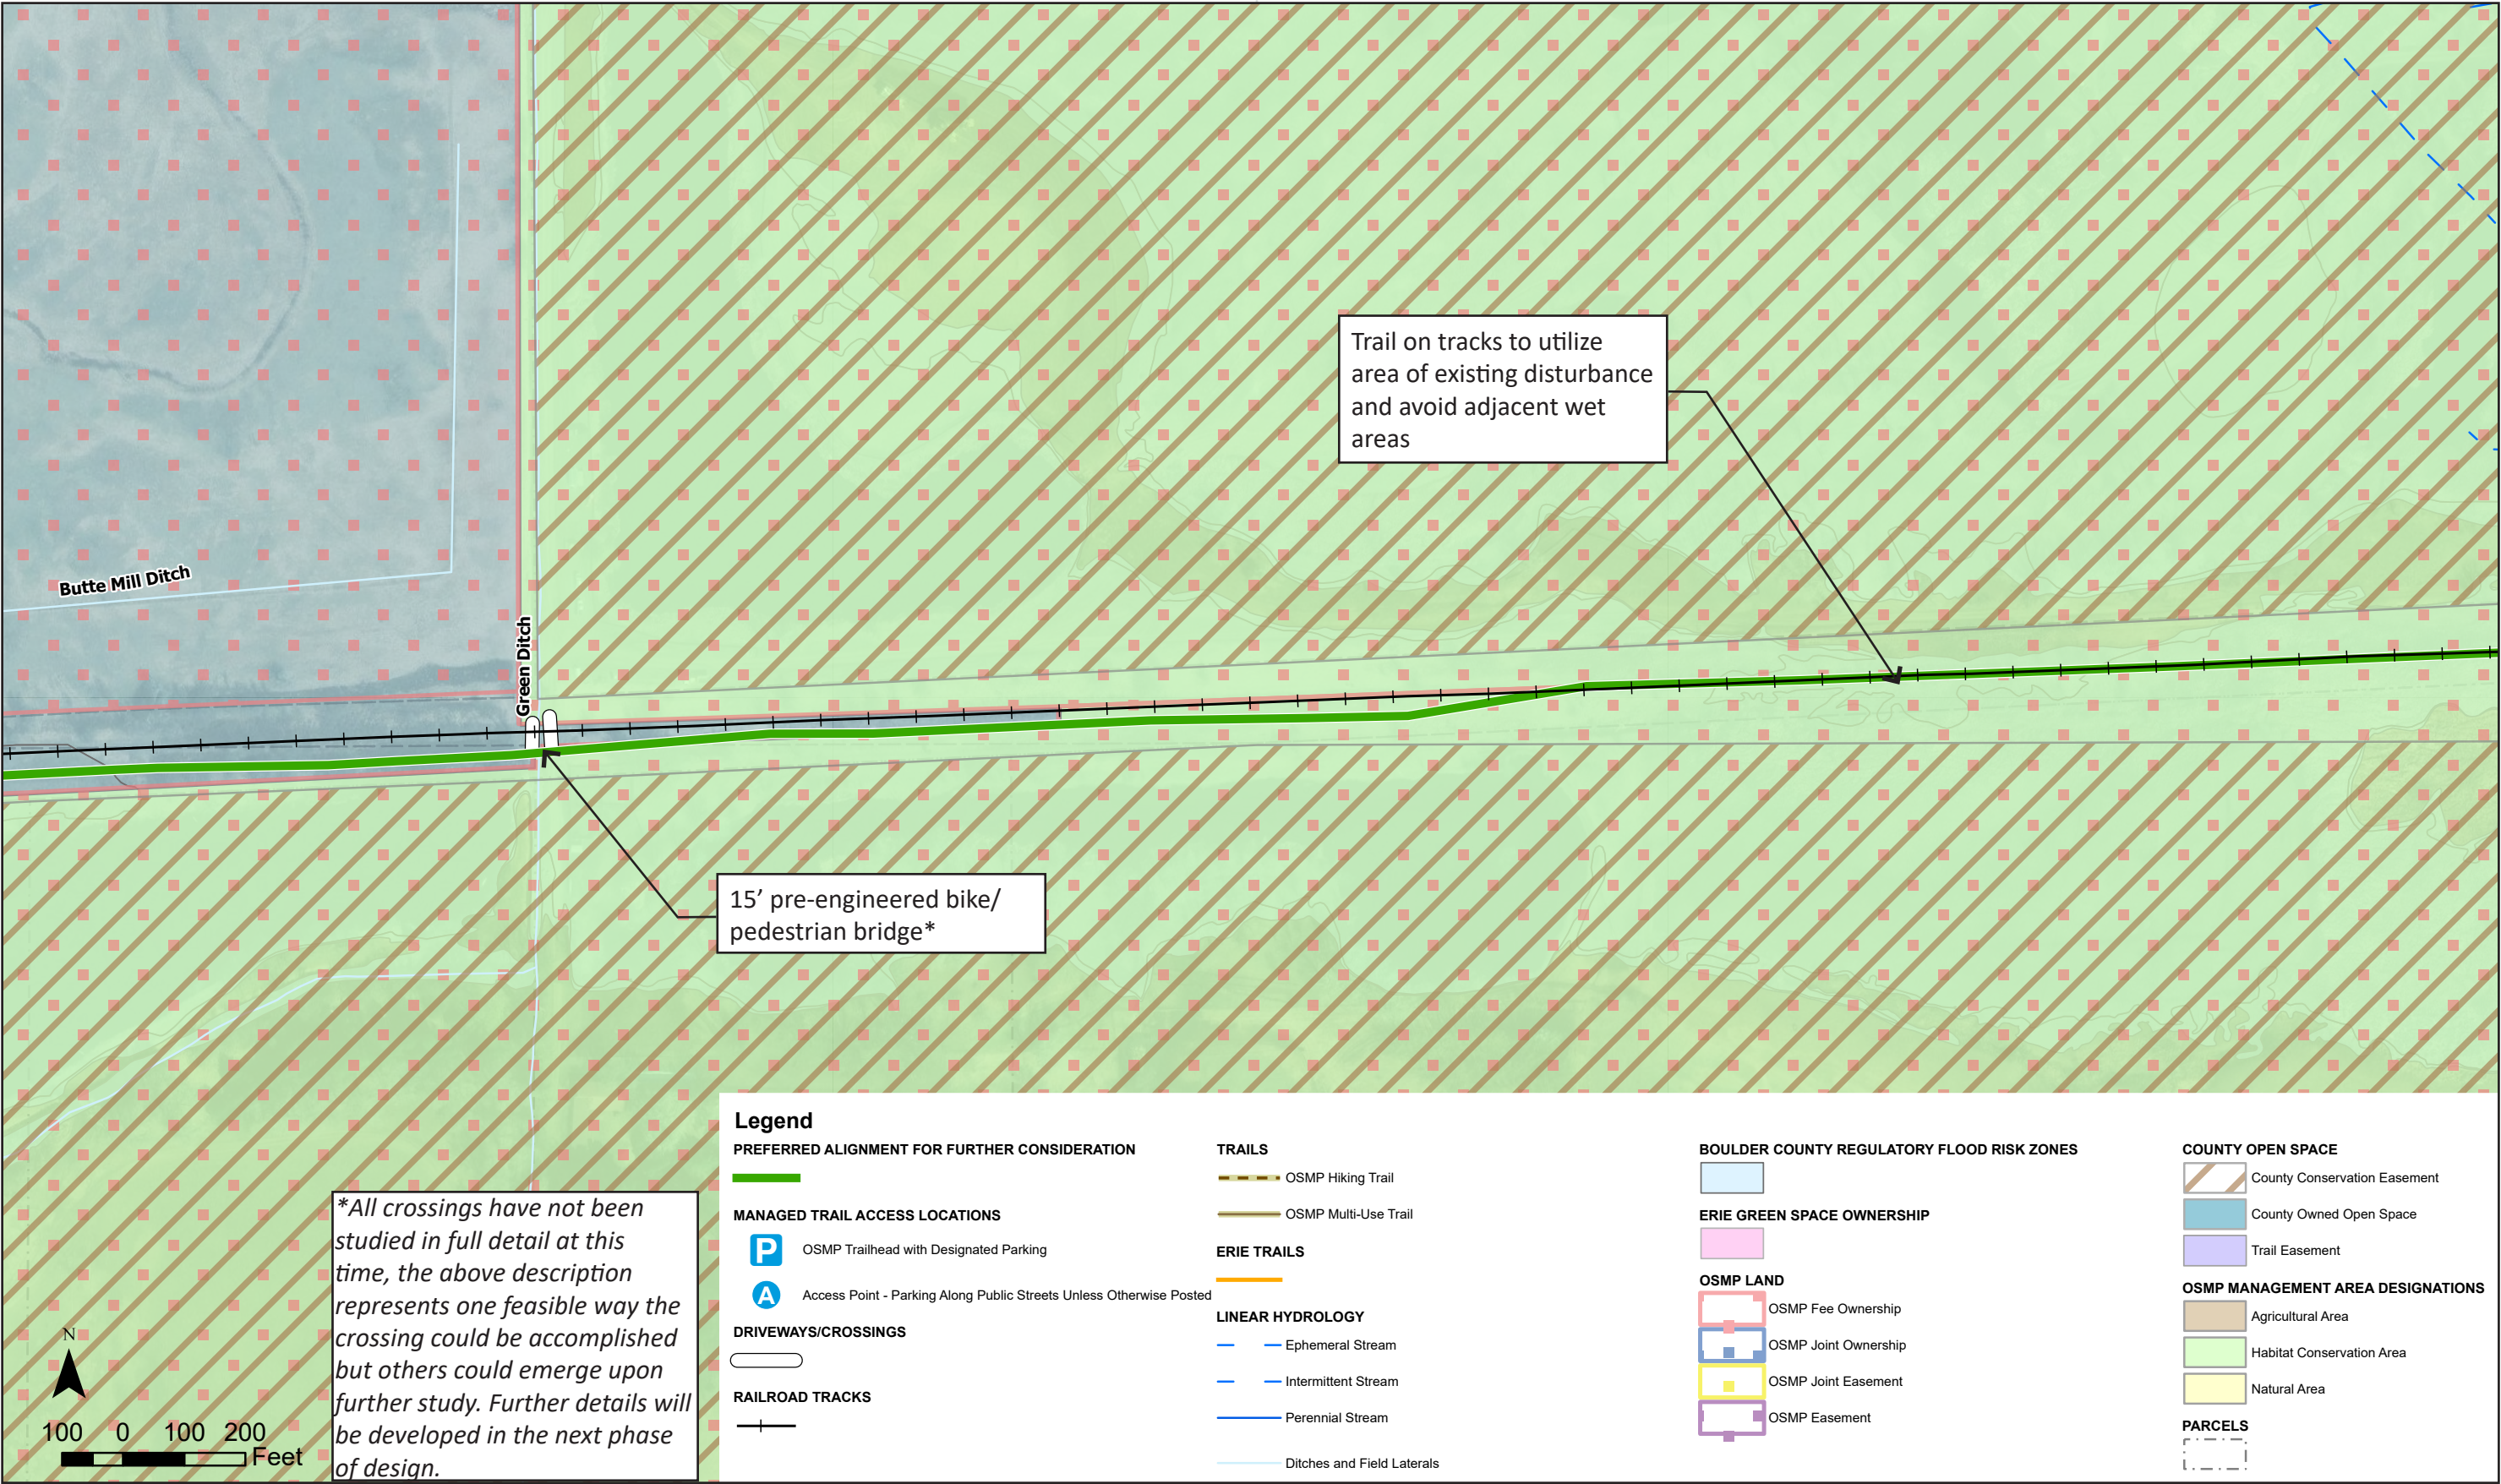 Trail on tracks to utilize
area of existing disturbance
and avoid adjacent wet
areas
Butte Mill Ditch
Green Ditch
15’ pre-engineered bike/
pedestrian bridge*
*All crossings have not been
studied in full detail at this
time, the above description
represents one feasible way the
crossing could be accomplished
but others could emerge upon
further study. Further details will
be developed in the next phase
of design.
N
100 0 100 200
Feet
Legend
PREFERRED ALIGNMENT FOR FURTHER CONSIDERATION
MANAGED TRAIL ACCESS LOCATIONS
P OSMP Trailhead with Designated Parking
A Access Point - Parking Along Public Streets Unless Otherwise Posted
DRIVEWAYS/CROSSINGS
RAILROAD TRACKS
TRAILS
OSMP Hiking Trail
OSMP Multi-Use Trail
ERIE TRAILS
LINEAR HYDROLOGY
Ephemeral Stream
Intermittent Stream
Perennial Stream
Ditches and Field Laterals
BOULDER COUNTY REGULATORY FLOOD RISK ZONES
ERIE GREEN SPACE OWNERSHIP
OSMP LAND
OSMP Fee Ownership
OSMP Joint Ownership
OSMP Joint Easement
OSMP Easement
COUNTY OPEN SPACE
County Conservation Easement
County Owned Open Space
Trail Easement
OSMP MANAGEMENT AREA DESIGNATIONS
Agricultural Area
Habitat Conservation Area
Natural Area
PARCELS